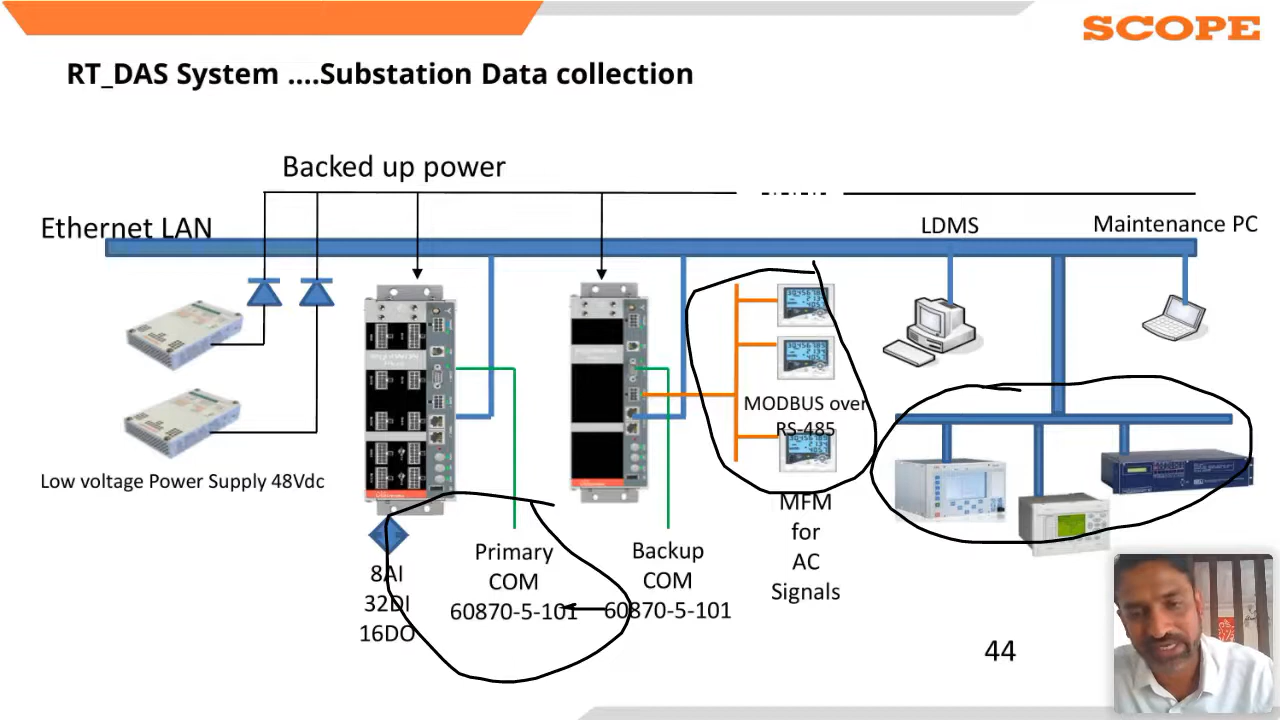 SCOPE
RT_DAS System ....Substation Data collection
Backed up power
Ethernet LAN
LDMS
Maintenance PC
MODBUS over
RS-485
Low voltage Power Supply 48Vdc
MFM
for
AC
Signals
8AI
32DI
16DO
Primary
COM
60870-5-101
Backup
COM
60870-5-101
44